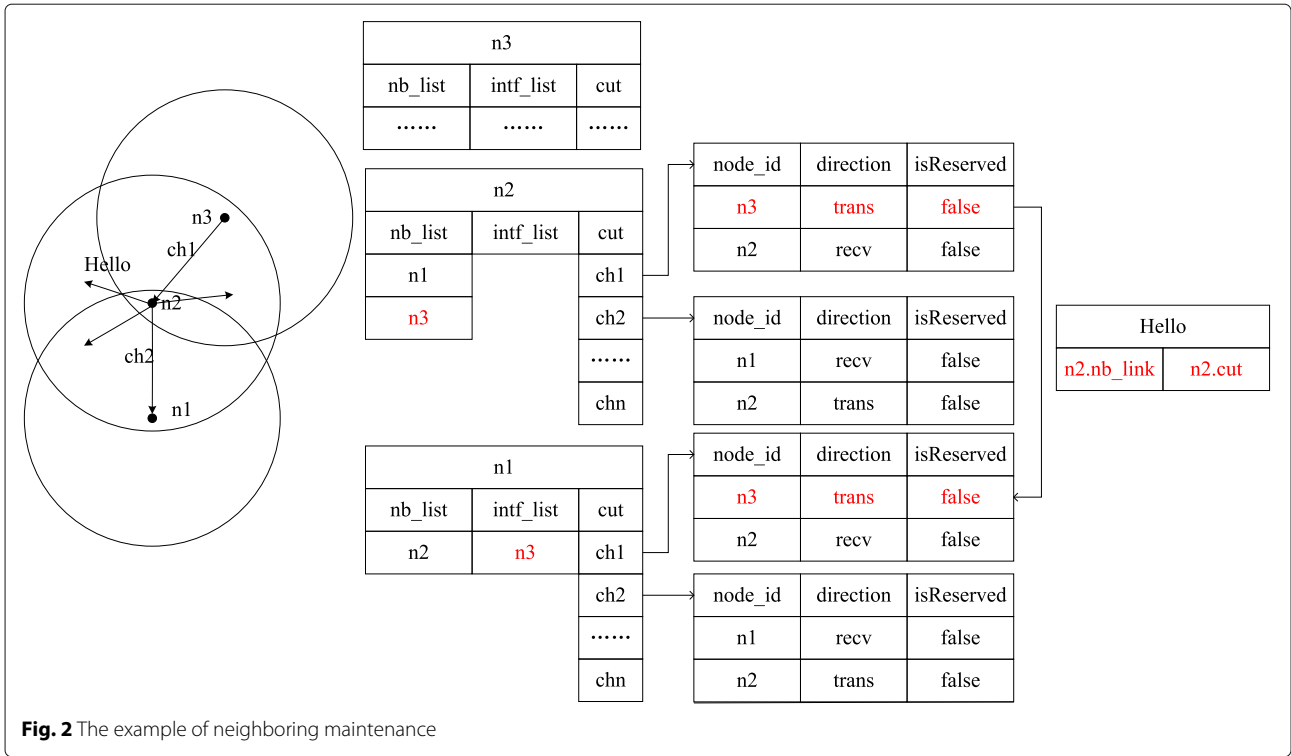 n3
ch1
Hello
n2
ch2
n1
n3
nb_list intf_list cut
...... ...... ......
n2
nb_list intf_list cut
n1 ch1
n3 ch2
......
chn
n1
nb_list intf_list cut
n2 n3 ch1
ch2
......
chn
node_id direction isReserved
n3 trans false
n2 recv false
node_id direction isReserved
n1 recv false
n2 trans false
node_id direction isReserved
n3 trans false
n2 recv false
node_id direction isReserved
n1 recv false
n2 trans false
Hello
n2.nb_link n2.cut
Fig. 2 The example of neighboring maintenance